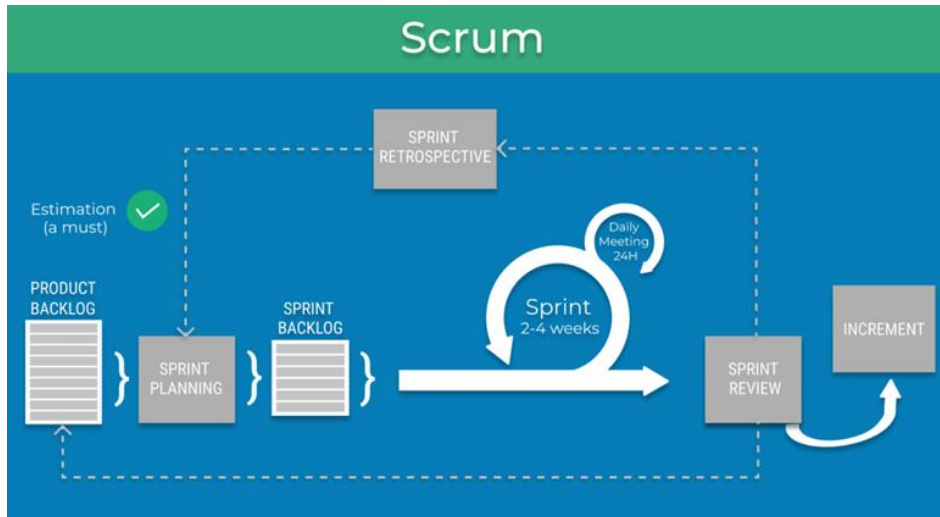 Scrum
SPRINT
RETROSPECTIVE
Estimation
(a must)
Daily
Meeting
24H
PRODUCT
BACKLOG
SPRINT
BACKLOG
Sprint
2-4 weeks
INCREMENT
SPRINT
PLANNING
SPRINT
REVIEW